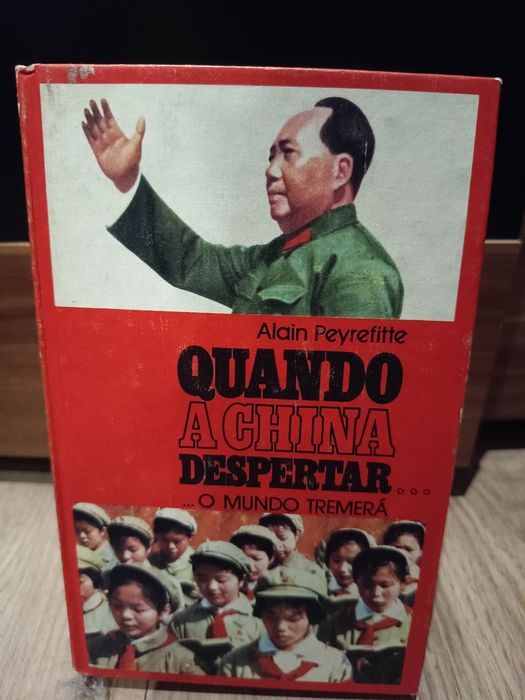 Alain Peyrefitte
QUANDO
A CHINA
DESPERTAR...
... O MUNDO TREMERÁ